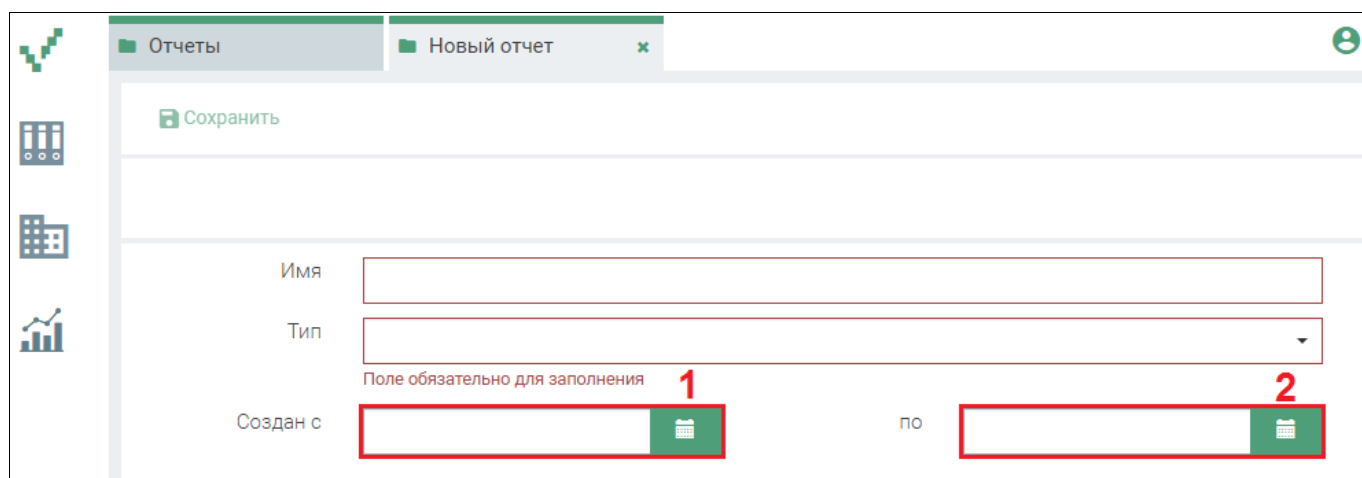 Отчеты
Новый отчет
Сохранить
Имя
Тип
Поле обязательно для заполнения
1
2
Создан с
по